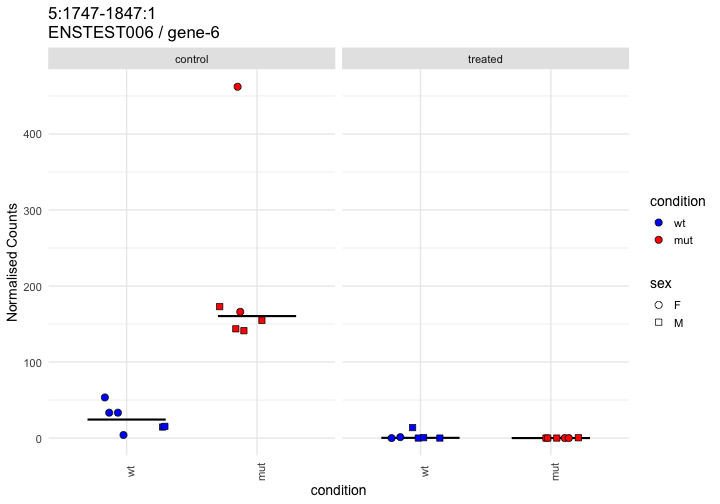 5:1747-1847:1
ENSTEST006 / gene-6
control
treated
Normalised Counts
400
300
200
100
0
wt
mut
wt
mut
condition
condition
wt
mut
sex
F
M